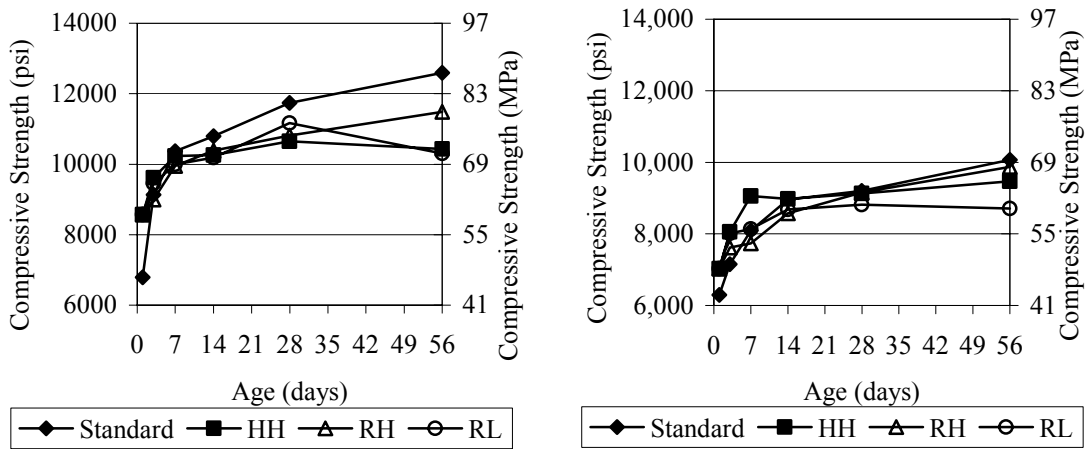 Compressive Strength (psi)
14000
12000
10000
8000
6000
97
83
69
55
41
Compressive Strength (MPa)
0 7 14 21 28 35 42 49 56
Age (days)
Standard HH RH RL
Compressive Strength (psi)
14,000
12,000
10,000
8,000
6,000
97
83
69
55
41
Compressive Strength (MPa)
0 7 14 21 28 35 42 49 56
Age (days)
Standard HH RH RL